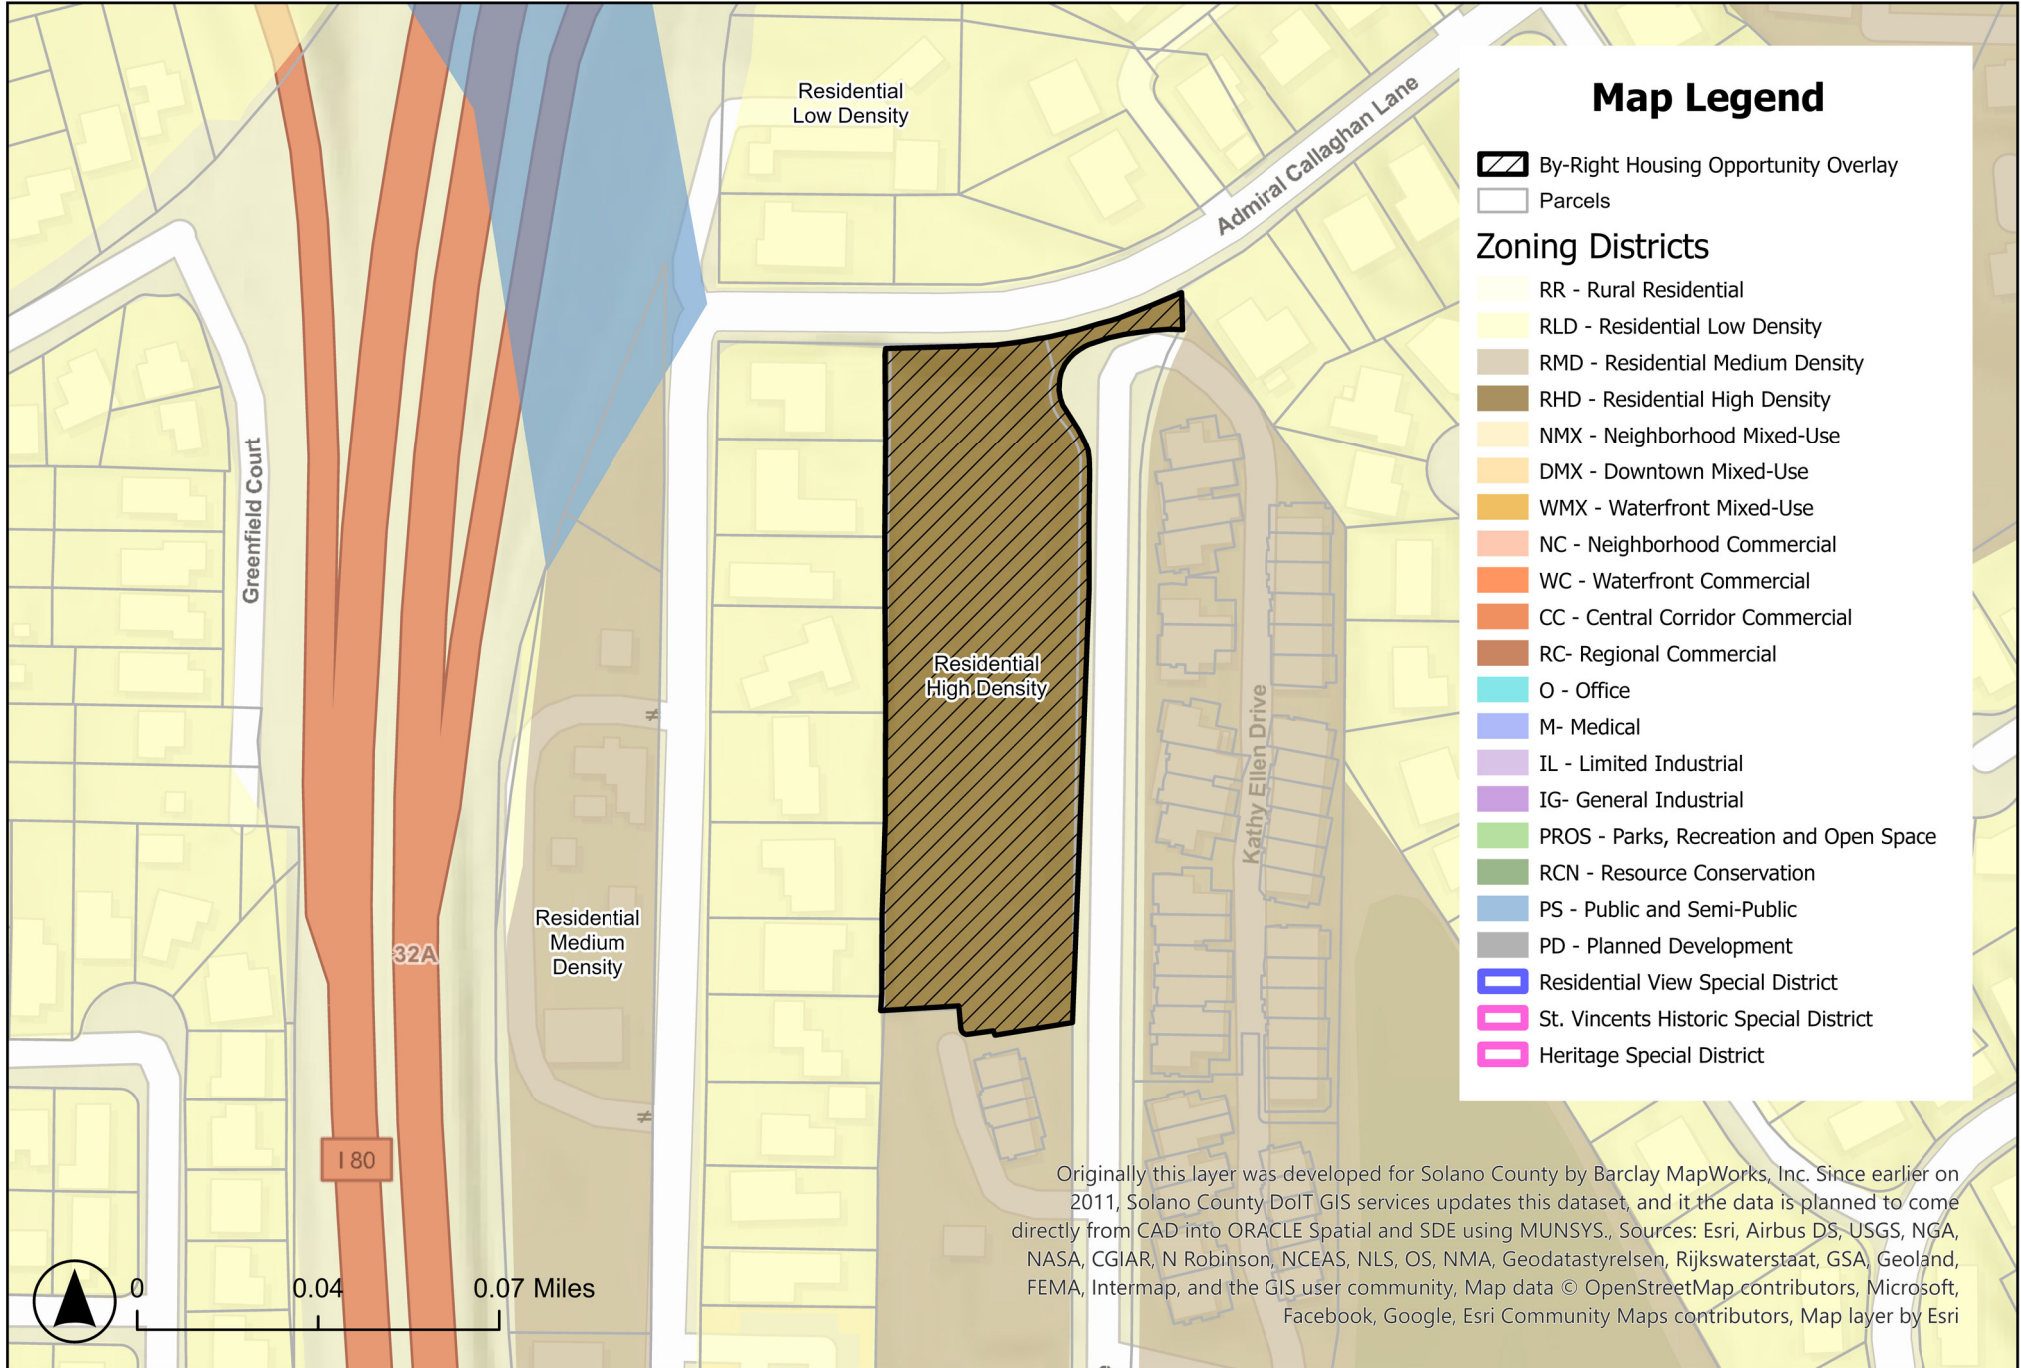 Residential
Low Density
Admiral Callaghan Lane
Greenfield Court
Residential
High Density
Kathy Ellen Drive
Residential
Medium
Density
32A
I 80
0
0.04
0.07 Miles
Map Legend
By-Right Housing Opportunity Overlay
Parcels
Zoning Districts
RR - Rural Residential
RLD - Residential Low Density
RMD - Residential Medium Density
RHD - Residential High Density
NMX - Neighborhood Mixed-Use
DMX - Downtown Mixed-Use
WMX - Waterfront Mixed-Use
NC - Neighborhood Commercial
WC - Waterfront Commercial
CC - Central Corridor Commercial
RC- Regional Commercial
O - Office
M- Medical
IL - Limited Industrial
IG- General Industrial
PROS - Parks, Recreation and Open Space
RCN - Resource Conservation
PS - Public and Semi-Public
PD - Planned Development
Residential View Special District
St. Vincents Historic Special District
Heritage Special District
Originally this layer was developed for Solano County by Barclay MapWorks, Inc. Since earlier on
2011, Solano County DoIT GIS services updates this dataset, and it the data is planned to come
directly from CAD into ORACLE Spatial and SDE using MUNSYS., Sources: Esri, Airbus DS, USGS, NGA,
NASA, CGIAR, N Robinson, NCEAS, NLS, OS, NMA, Geodatastyrelsen, Rijkswaterstaat, GSA, Geoland,
FEMA, Intermap, and the GIS user community, Map data © OpenStreetMap contributors, Microsoft,
Facebook, Google, Esri Community Maps contributors, Map layer by Esri